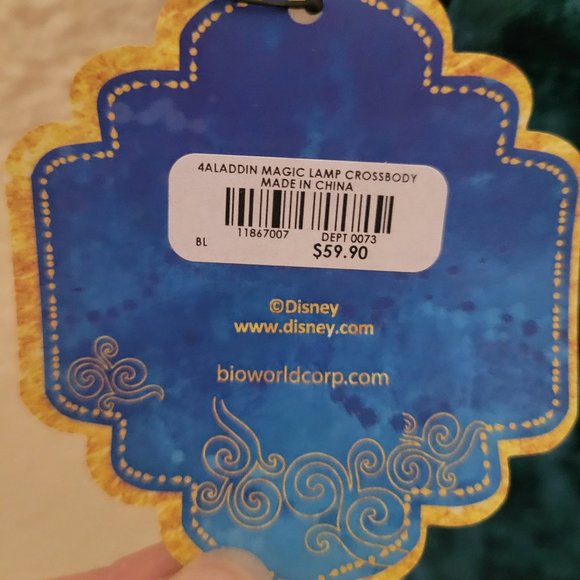 4ALADDIN MAGIC LAMP CROSSBODY
MADE IN CHINA
BL 11867007 DEPT 0073
$59.90
©Disney
www.disney.com
bioworldcorp.com